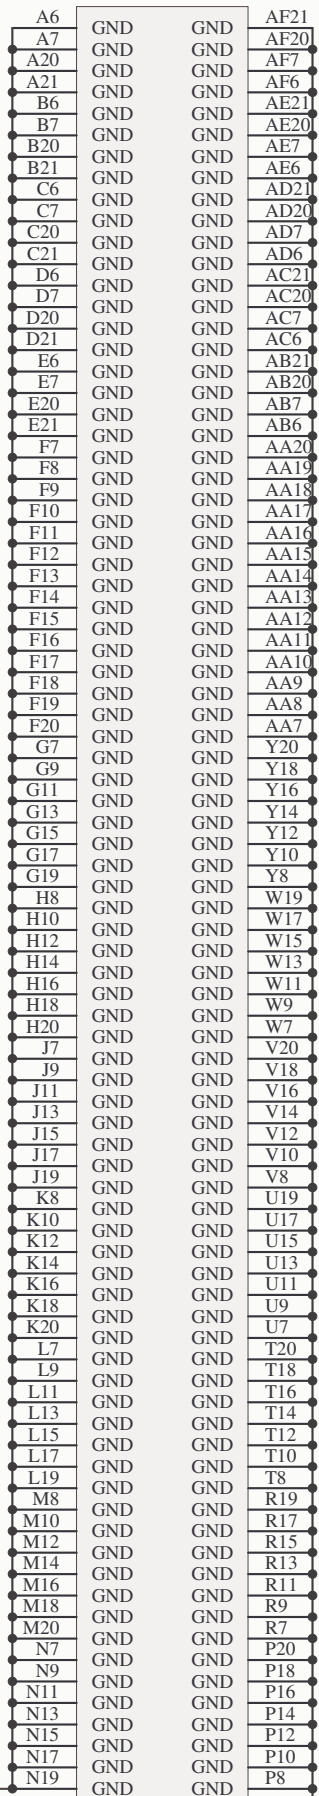 A6 GND GND AF21
A7 GND GND AF20
A20 GND GND AF7
A21 GND GND AF6
B6 GND GND AE21
B7 GND GND AE20
B20 GND GND AE7
B21 GND GND AE6
C6 GND GND AD21
C7 GND GND AD20
C20 GND GND AD7
C21 GND GND AD6
D6 GND GND AC21
D7 GND GND AC20
D20 GND GND AC7
D21 GND GND AC6
E6 GND GND AB21
E7 GND GND AB20
E20 GND GND AB7
E21 GND GND AB6
F7 GND GND AA20
F8 GND GND AA19
F9 GND GND AA18
F10 GND GND AA17
F11 GND GND AA16
F12 GND GND AA15
F13 GND GND AA14
F14 GND GND AA13
F15 GND GND AA12
F16 GND GND AA11
F17 GND GND AA10
F18 GND GND AA9
F19 GND GND AA8
F20 GND GND AA7
G7 GND GND Y20
G9 GND GND Y18
G11 GND GND Y16
G13 GND GND Y14
G15 GND GND Y12
G17 GND GND Y10
G19 GND GND Y8
H8 GND GND W19
H10 GND GND W17
H12 GND GND W15
H14 GND GND W13
H16 GND GND W11
H18 GND GND W9
H20 GND GND W7
J7 GND GND V20
J9 GND GND V18
J11 GND GND V16
J13 GND GND V14
J15 GND GND V12
J17 GND GND V10
J19 GND GND V8
K8 GND GND U19
K10 GND GND U17
K12 GND GND U15
K14 GND GND U13
K16 GND GND U11
K18 GND GND U9
K20 GND GND U7
L7 GND GND T20
L9 GND GND T18
L11 GND GND T16
L13 GND GND T14
L15 GND GND T12
L17 GND GND T10
L19 GND GND T8
M8 GND GND R19
M10 GND GND R17
M12 GND GND R15
M14 GND GND R13
M16 GND GND R11
M18 GND GND R9
M20 GND GND R7
N7 GND GND P20
N9 GND GND P18
N11 GND GND P16
N13 GND GND P14
N15 GND GND P12
N17 GND GND P10
N19 GND GND P8